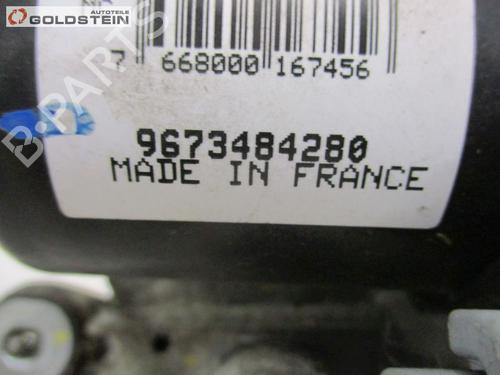 Autoteile
GOLDSTEIN
7 668000 167456
B-PARTS
9673484280
MADE IN FRANCE